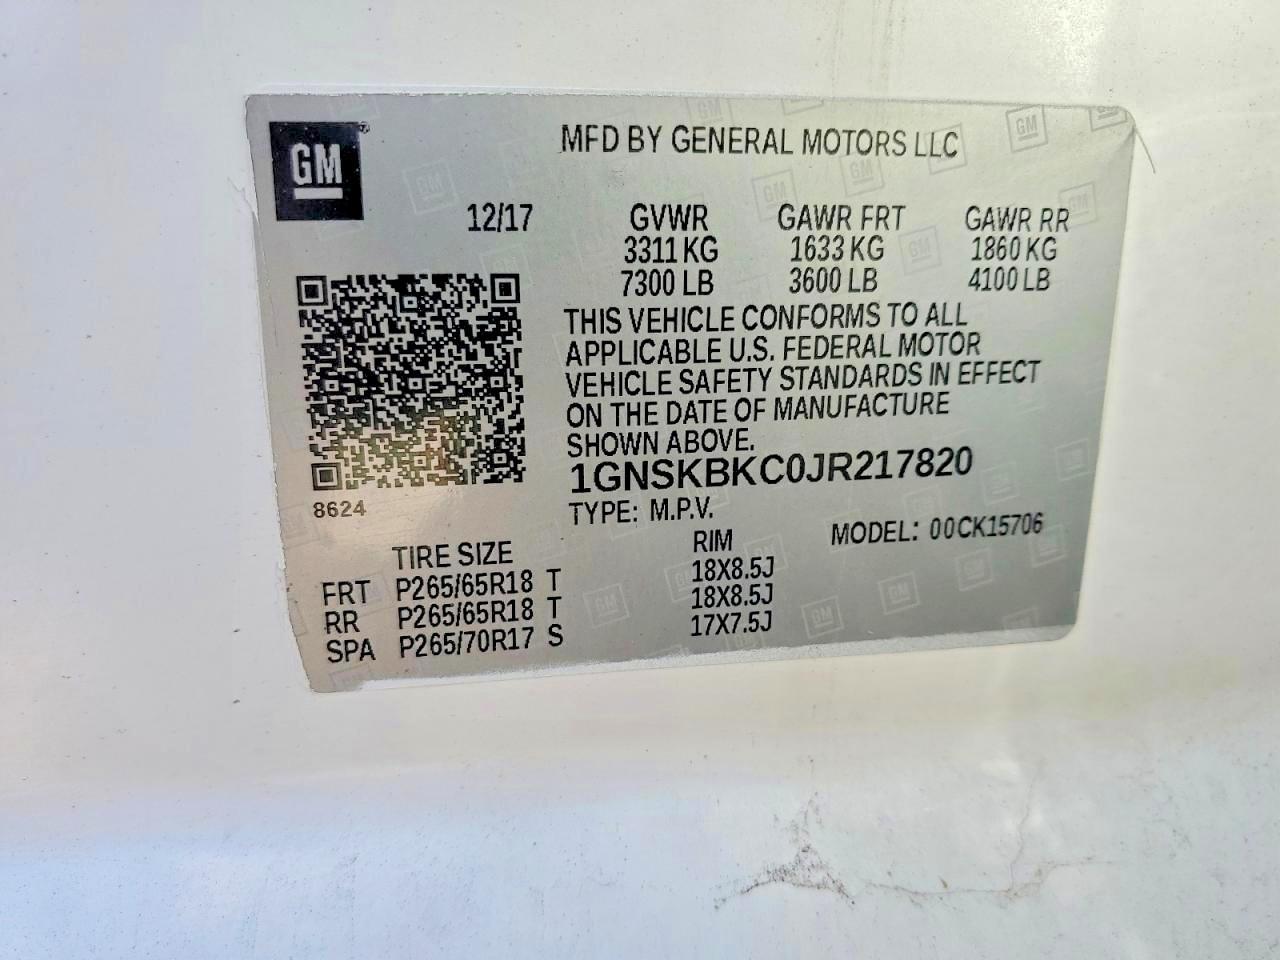 GM
MFD BY GENERAL MOTORS LLC
12/17 GVWR GAWR FRT GAWR RR
3311 KG 1633 KG 1860 KG
7300 LB 3600 LB 4100 LB
THIS VEHICLE CONFORMS TO ALL
APPLICABLE U.S. FEDERAL MOTOR
VEHICLE SAFETY STANDARDS IN EFFECT
ON THE DATE OF MANUFACTURE
SHOWN ABOVE.
1GNSKBKC0JR217820
8624
TYPE: M.P.V. MODEL: 00CK15706
TIRE SIZE RIM
FRT P265/65R18 T 18X8.5J
RR P265/65R18 T 18X8.5J
SPA P265/70R17 S 17X7.5J